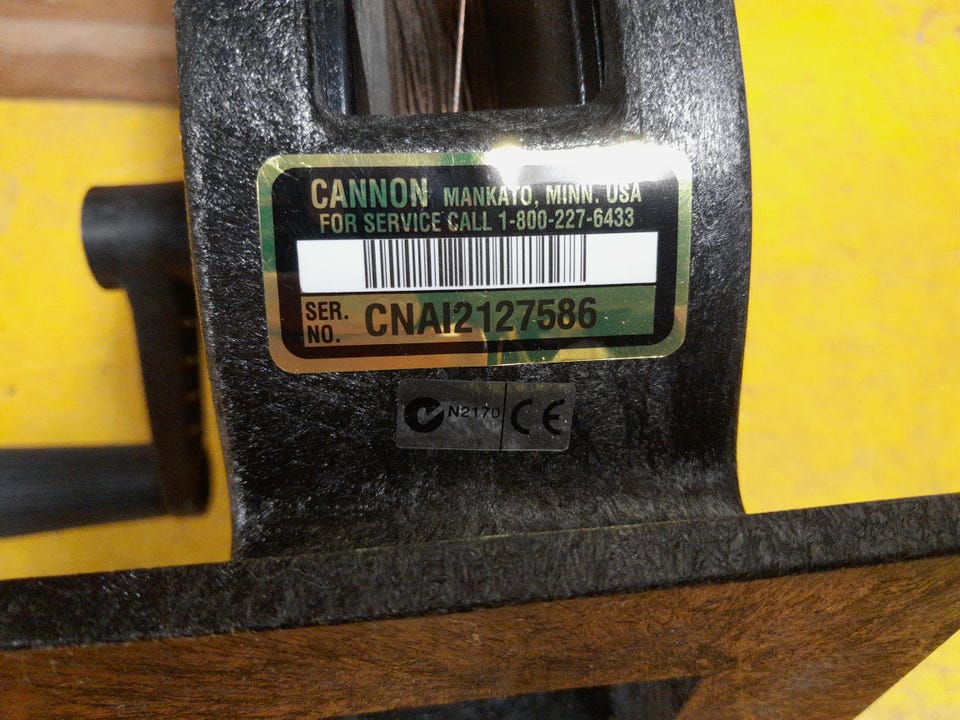 CANNON MANKATO, MINN. USA
FOR SERVICE CALL 1-800-227-6433
SER. NO. CNAI2127586
N2170 CE